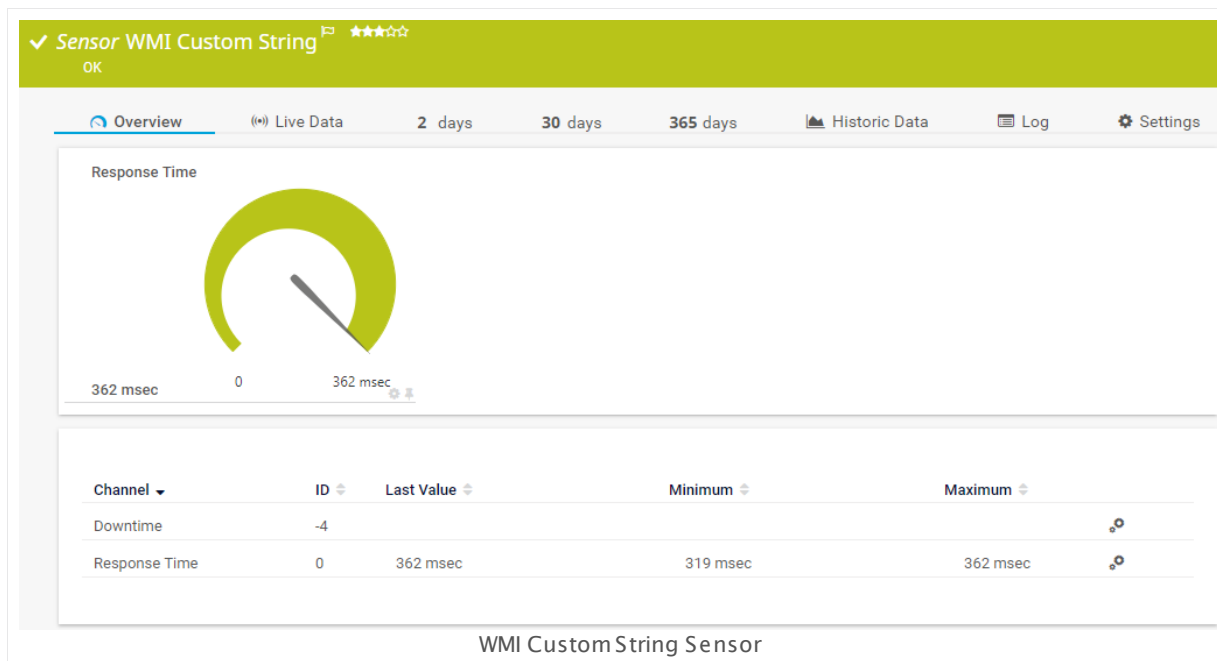 Sensor WMI Custom String
OK
Overview Live Data 2 days 30 days 365 days Historic Data Log Settings
Response Time
0 362 msec
362 msec
Channel ID Last Value Minimum Maximum
Downtime -4
Response Time 0 362 msec 319 msec 362 msec
WMI Custom String Sensor